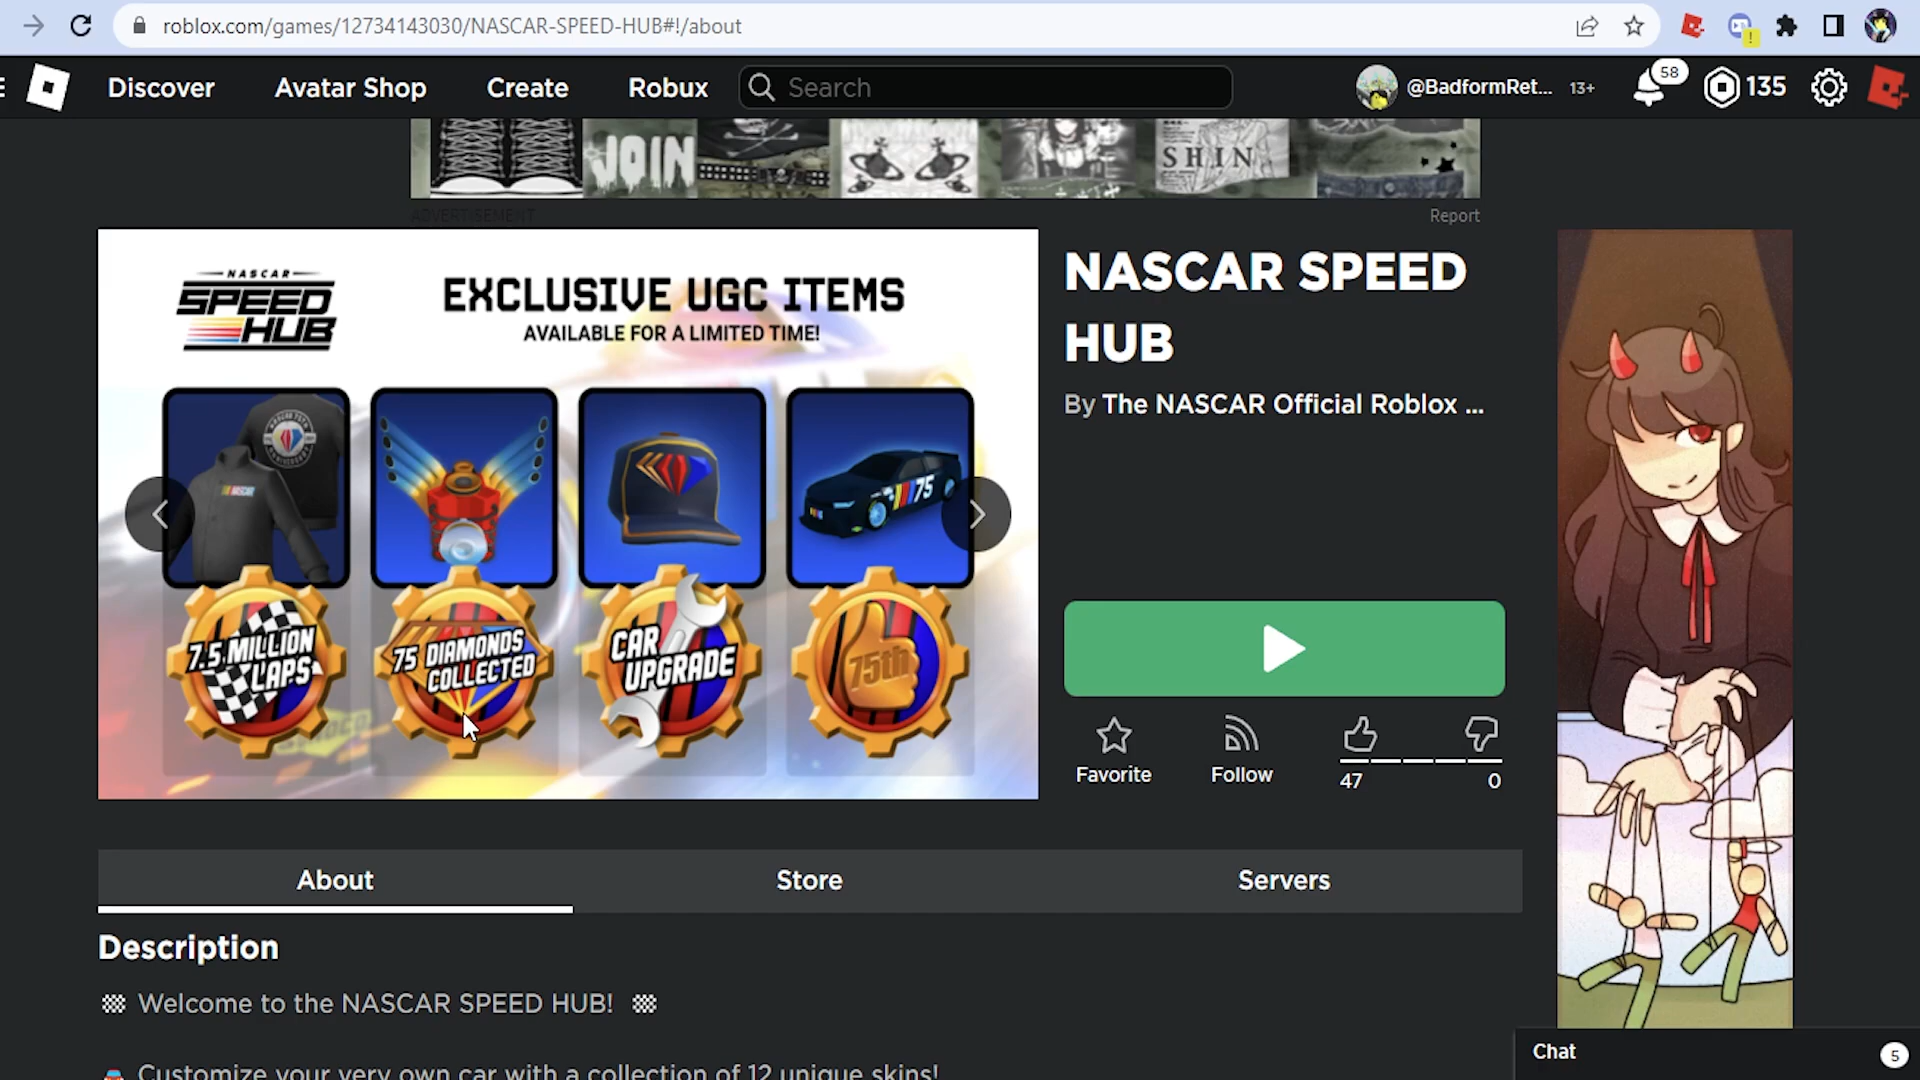 roblox.com/games/12734143030/NASCAR-SPEED-HUB#!/about
Discover
Avatar Shop
Create
Robux
Search
@BadformRet...
13+
58
135
JOIN
SHIN
ADVERTISEMENT
Report
NASCAR
SPEED
HUB
EXCLUSIVE UGC ITEMS
AVAILABLE FOR A LIMITED TIME!
NASCAR
75
7.5 MILLION
LAPS
75 DIAMONDS
COLLECTED
CAR
UPGRADE
75th
NASCAR SPEED
HUB
By The NASCAR Official Roblox ...
Favorite
Follow
47
0
About
Store
Servers
Description
Welcome to the NASCAR SPEED HUB!
Customize your very own car with a collection of 12 unique skins!
Chat
5